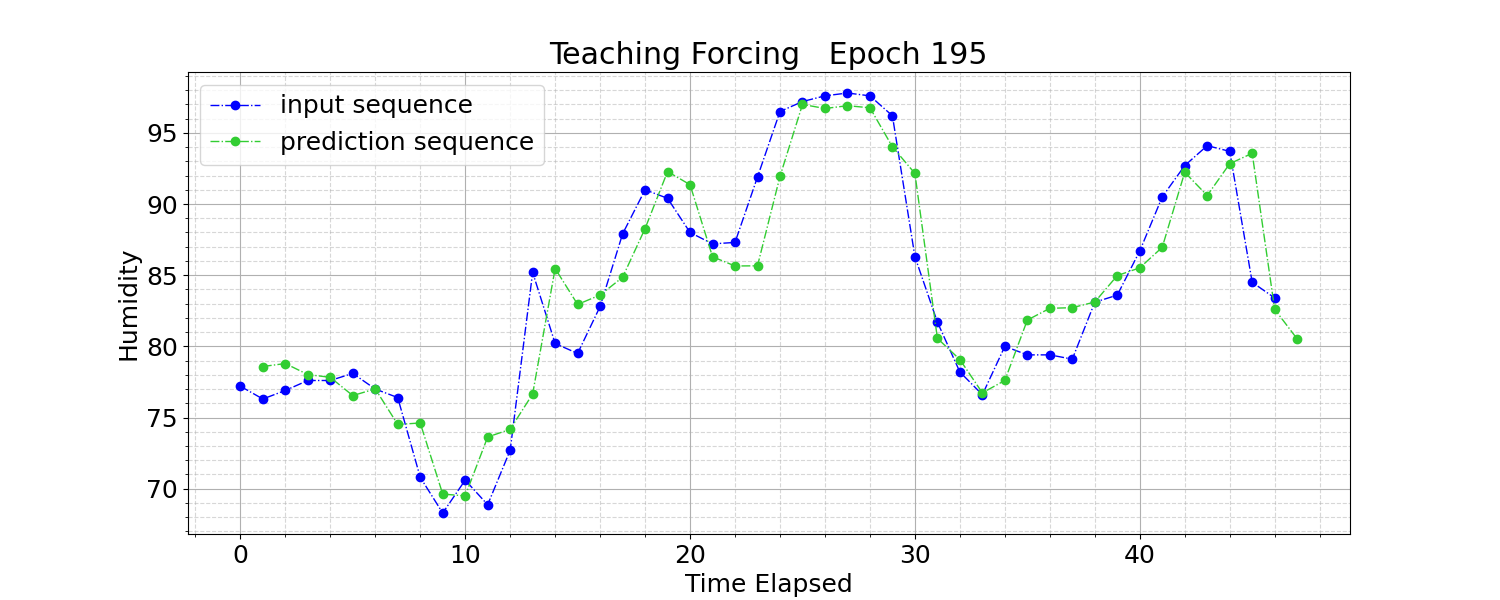 Teaching Forcing   Epoch 195
input sequence
prediction sequence
Humidity
95
90
85
80
75
70
0 10 20 30 40
Time Elapsed